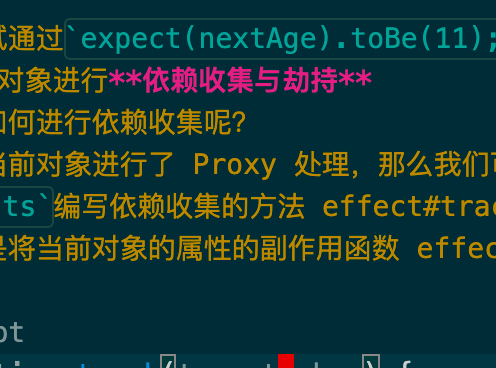 试通过`expect(nextAge).toBe(11);
对象进行**依赖收集与劫持**
如何进行依赖收集呢？
当前对象进行了 Proxy 处理，那么我们可
ts`编写依赖收集的方法 effect#trac
是将当前对象的属性的副作用函数 effec
pt